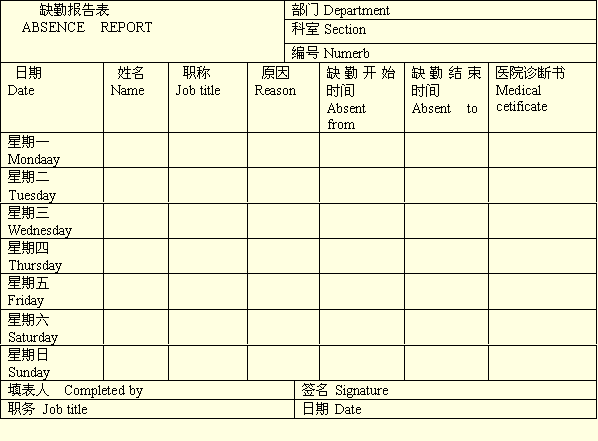 缺勤报告表
ABSENCE REPORT
部门 Department
科室 Section
编号 Numerb
日期
Date
姓名
Name
职称
Job title
原因
Reason
缺勤开始
时间
Absent
from
缺勤结束
时间
Absent to
医院诊断书
Medical
cetificate
星期一
Mondaay
星期二
Tuesday
星期三
Wednesday
星期四
Thursday
星期五
Friday
星期六
Saturday
星期日
Sunday
填表人 Completed by
签名 Signature
职务 Job title
日期 Date